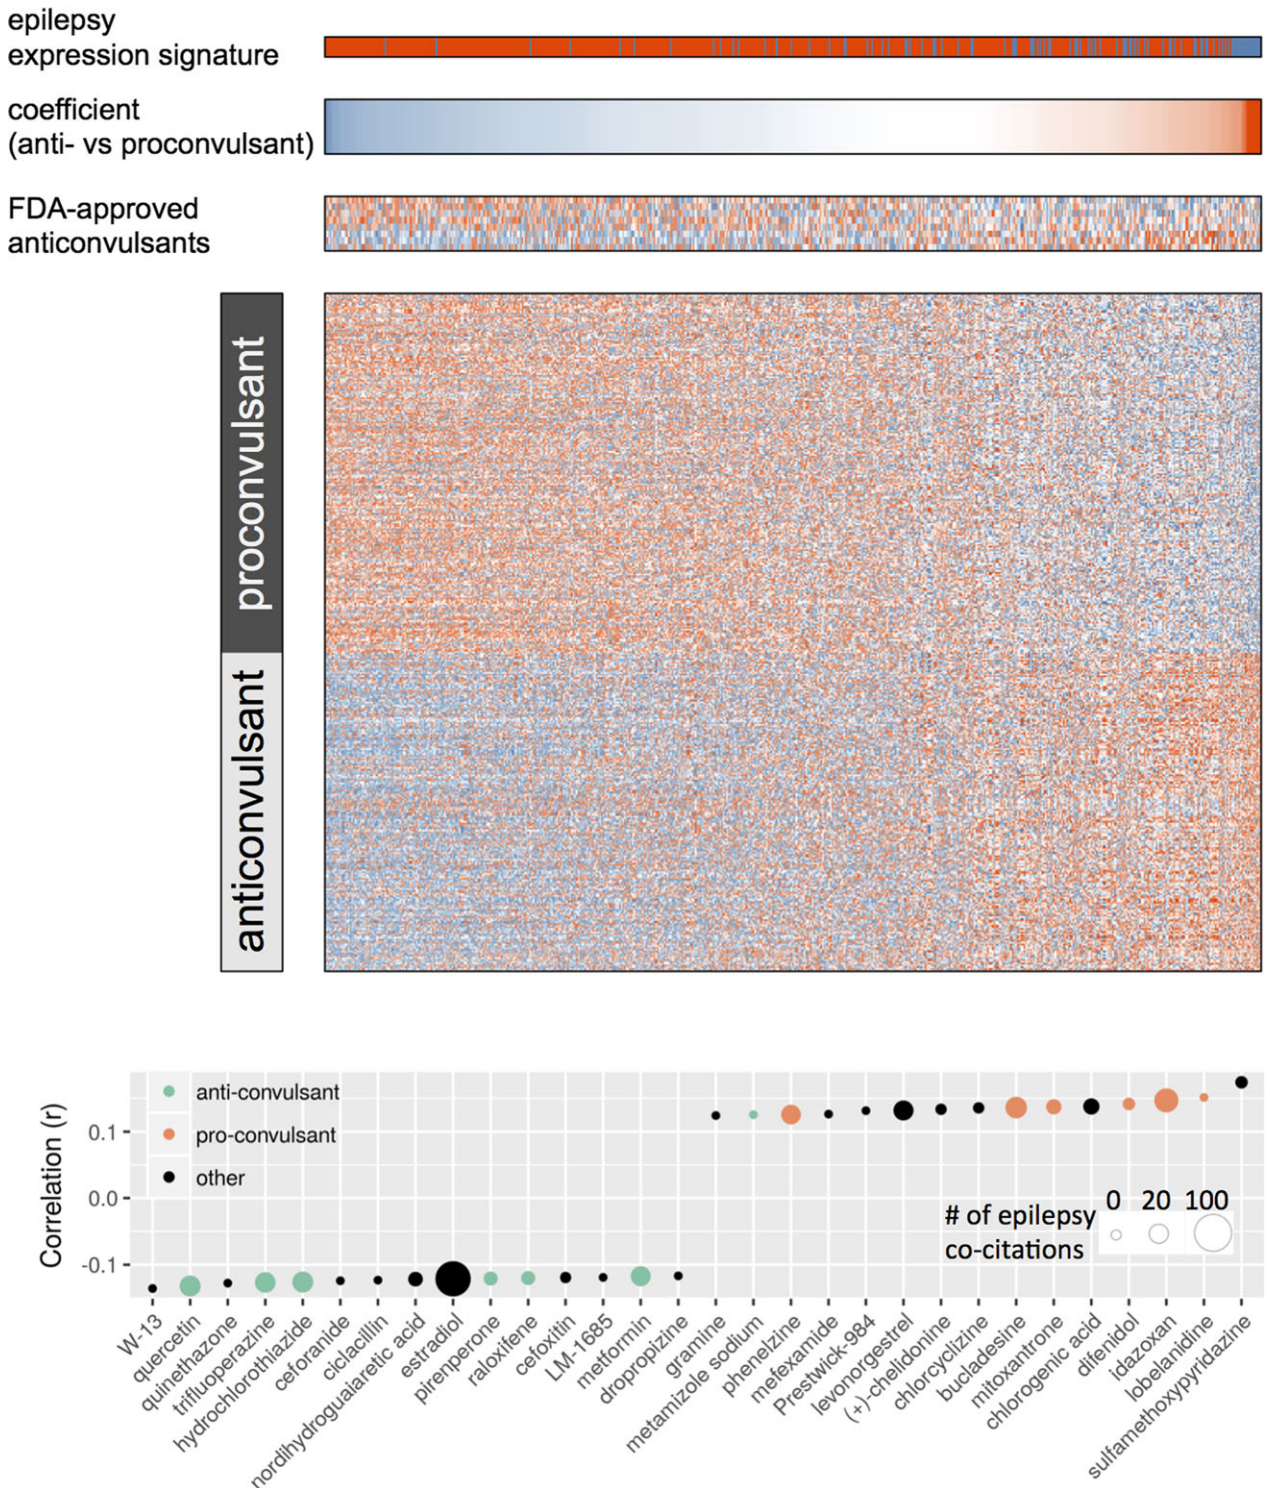 epilepsy
expression signature
coefficient
(anti- vs proconvulsant)
FDA-approved
anticonvulsants
proconvulsant
anticonvulsant
Correlation (r)
0.1
0.0
-0.1
anti-convulsant
pro-convulsant
other
# of epilepsy
co-citations
0 20 100
W-13
quercetin
quinethazone
trifluoperazine
hydrochlorothiazide
ceforanide
ciclacillin
nordihydroguaiaretic acid
estradiol
pirenperone
raloxifene
cefoxitin
LM-1685
metformin
dropropizine
gramine
metamizole sodium
phenelzine
mefexamide
Prestwick-984
levonorgestrel
(+)-chelidonine
chlorcyclizine
bucladesine
mitoxantrone
chlorogenic acid
difenidol
idazoxan
lobelanidine
sulfamethoxypyridazine